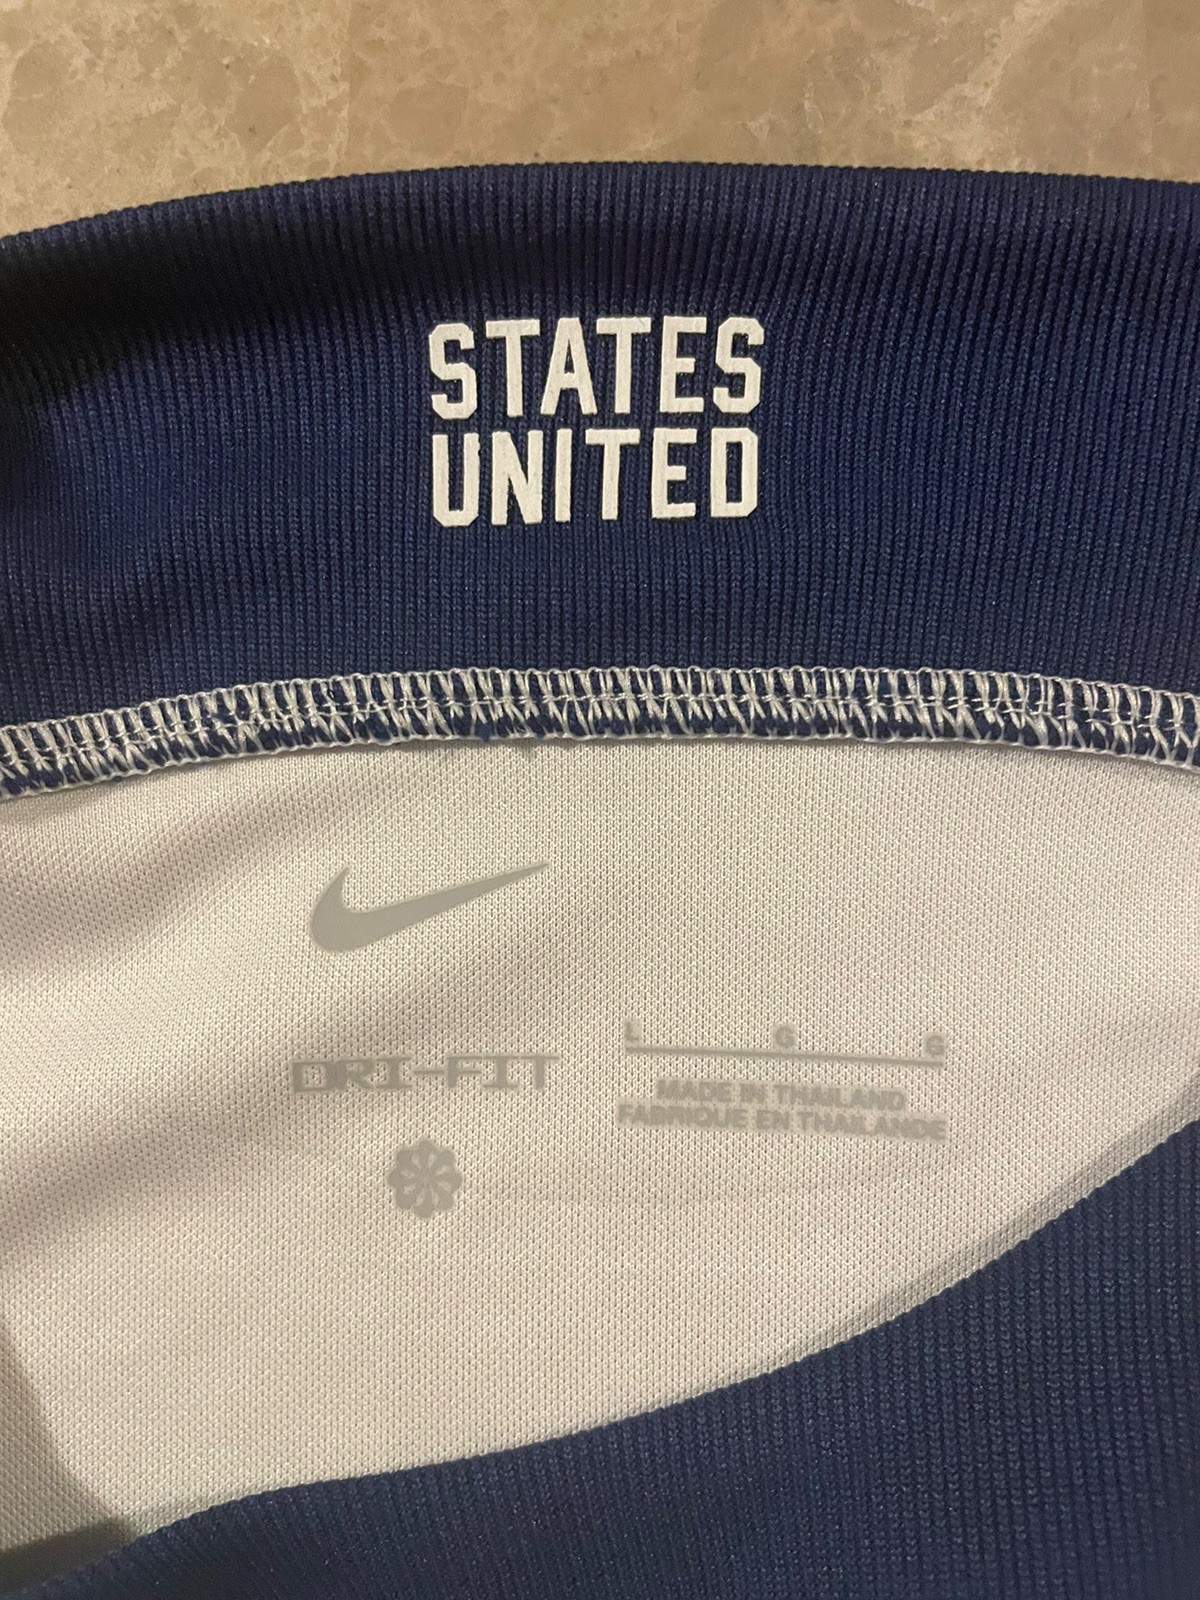 STATES
UNITED
DRI-FIT
L G G
MADE IN THAILAND
FABRIQUE EN THAILANDE